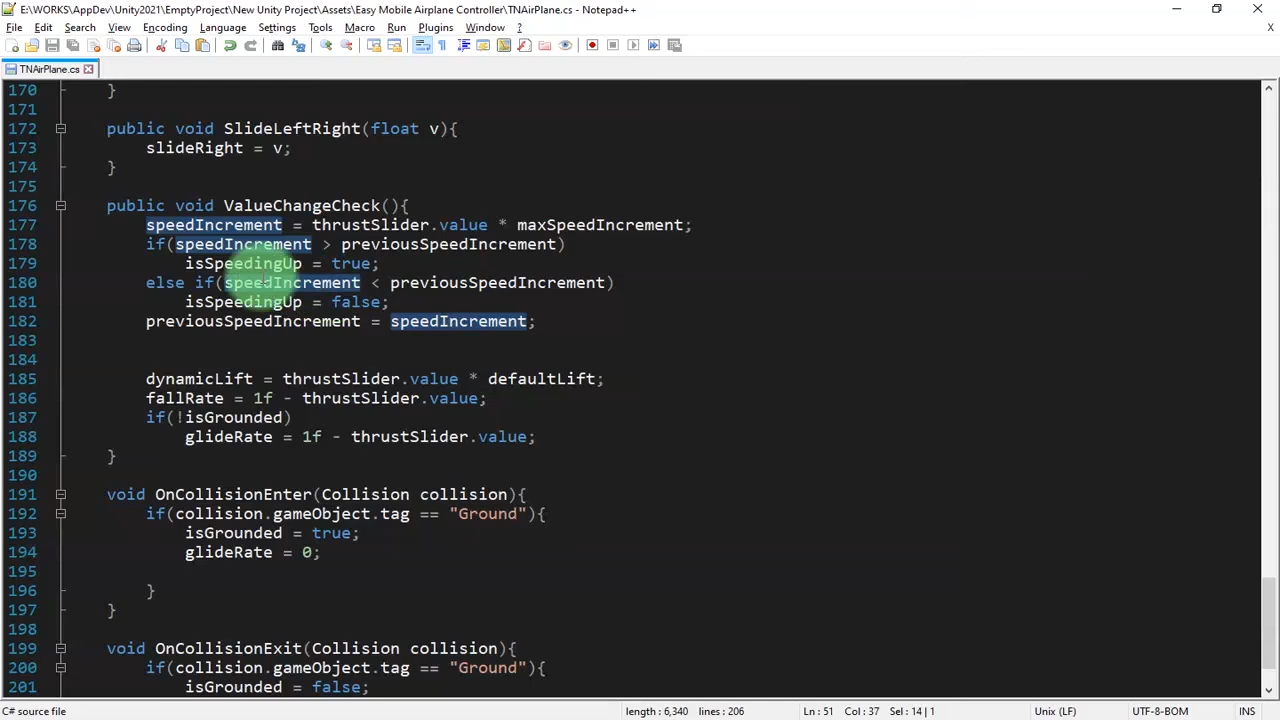 E:\WORKS\AppDev\Unity2021\EmptyProject\New Unity Project\Assets\Easy Mobile Airplane Controller\TNAirPlane.cs - Notepad++
File Edit Search View Encoding Language Settings Tools Macro Run Plugins Window ? X
TNAirPlane.cs
170 }
171
172 public void SlideLeftRight(float v){
173 slideRight = v;
174 }
175
176 public void ValueChangeCheck(){
177 speedIncrement = thrustSlider.value * maxSpeedIncrement;
178 if(speedIncrement > previousSpeedIncrement)
179 isSpeedingUp = true;
180 else if(speedIncrement < previousSpeedIncrement)
181 isSpeedingUp = false;
182 previousSpeedIncrement = speedIncrement;
183
184
185 dynamicLift = thrustSlider.value * defaultLift;
186 fallRate = 1f - thrustSlider.value;
187 if(!isGrounded)
188 glideRate = 1f - thrustSlider.value;
189 }
190
191 void OnCollisionEnter(Collision collision){
192 if(collision.gameObject.tag == "Ground"){
193 isGrounded = true;
194 glideRate = 0;
195
196 }
197 }
198
199 void OnCollisionExit(Collision collision){
200 if(collision.gameObject.tag == "Ground"){
201 isGrounded = false;
C# source file length : 6,340 lines : 206 Ln : 51 Col : 37 Sel : 14 | 1 Unix (LF) UTF-8-BOM INS